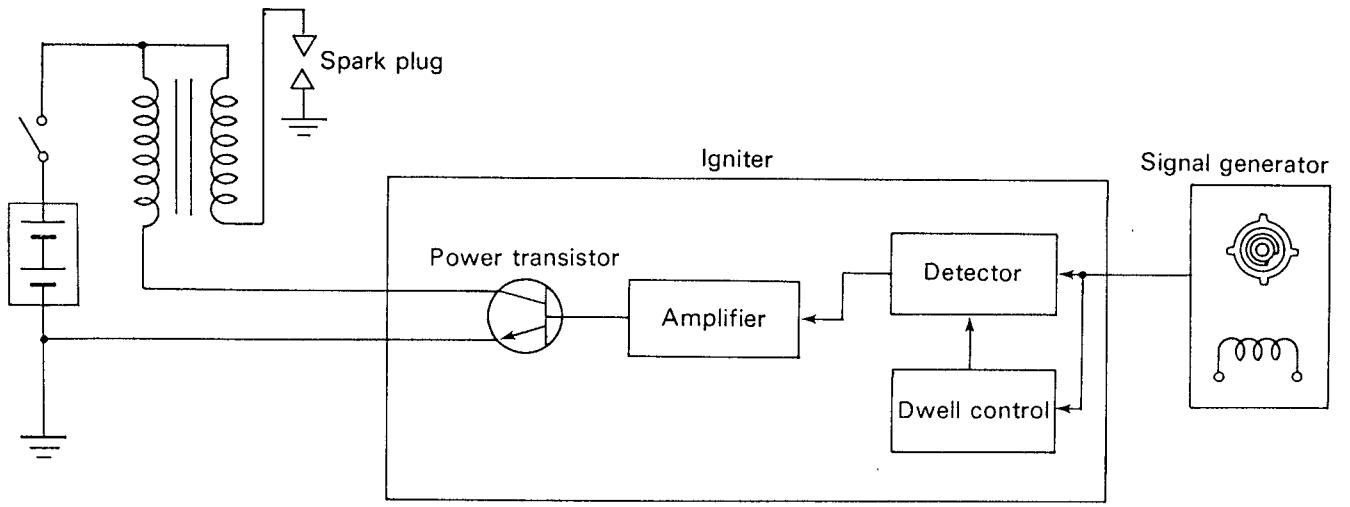 Spark plug
Igniter
Signal generator
Power transistor
Detector
Amplifier
Dwell control